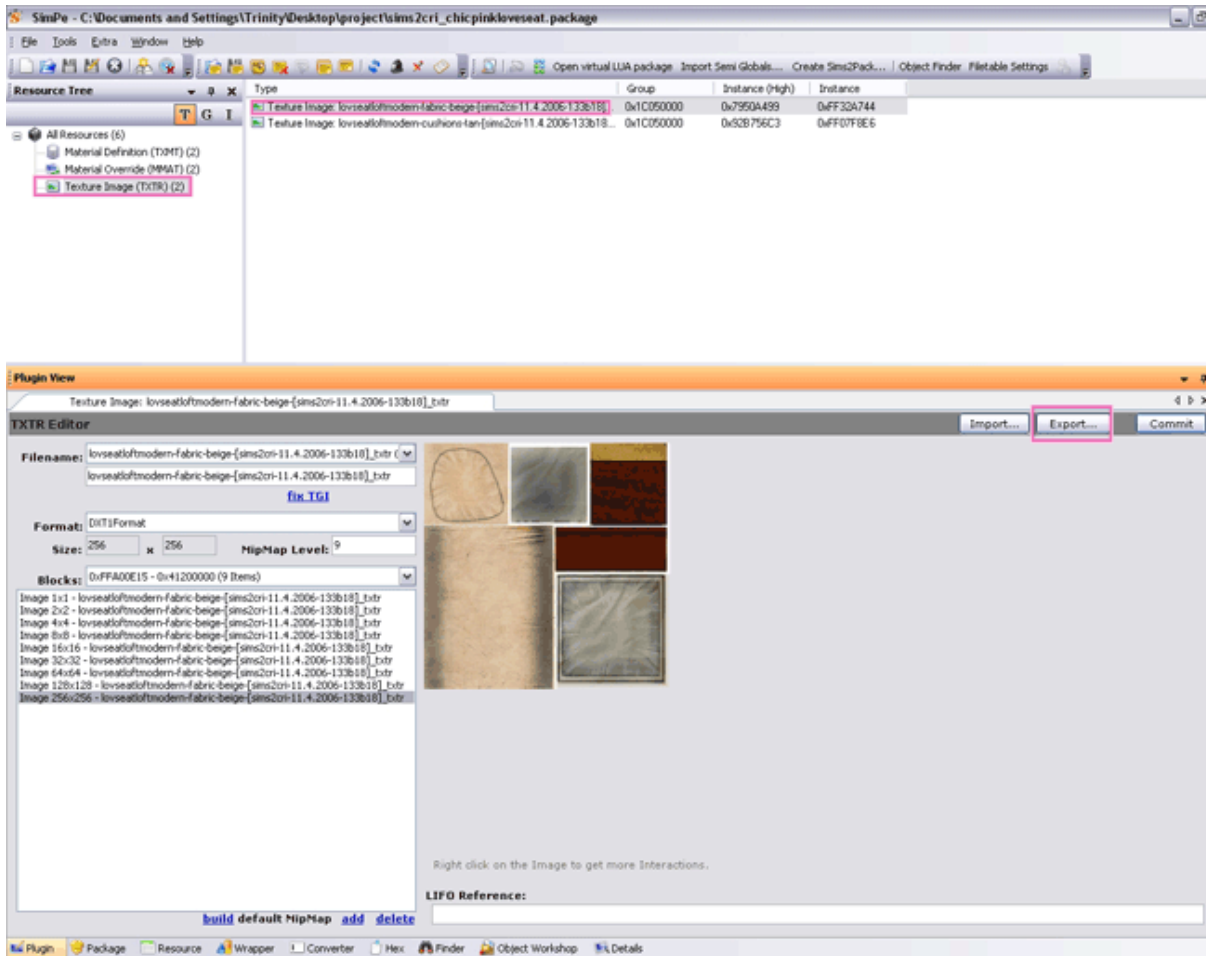 SimPe - C:\Documents and Settings\Trinity\Desktop\project\sims2cri_chicpinkloveseat.package
File Tools Extra Window Help
Open virtual LUA package Import Semi Globals... Create Sims2Pack... Object Finder Filetable Settings
Resource Tree
T G I
All Resources (6)
Material Definition (TXMT) (2)
Material Override (MMAT) (2)
Texture Image (TXTR) (2)
Type Group Instance (High) Instance
Texture Image: lovseatloftmodern-fabric-beige-[sims2cri-11.4.2006-133b18]. 0x1C050000 0x7950A499 0xFF32A744
Texture Image: lovseatloftmodern-cushions-tan-[sims2cri-11.4.2006-133b18... 0x1C050000 0x92B756C3 0xFF07F8E6
Plugin View
Texture Image: lovseatloftmodern-fabric-beige-[sims2cri-11.4.2006-133b18]_txtr
TXTR Editor
Import... Export... Commit
Filename: lovseatloftmodern-fabric-beige-[sims2cri-11.4.2006-133b18]_txtr (
lovseatloftmodern-fabric-beige-[sims2cri-11.4.2006-133b18]_txtr
fix TGI
Format: DXT1Format
Size: 256 x 256 MipMap Level: 9
Blocks: 0xFFA00E15 - 0x41200000 (9 Items)
Image 1x1 - lovseatloftmodern-fabric-beige-[sims2cri-11.4.2006-133b18]_txtr
Image 2x2 - lovseatloftmodern-fabric-beige-[sims2cri-11.4.2006-133b18]_txtr
Image 4x4 - lovseatloftmodern-fabric-beige-[sims2cri-11.4.2006-133b18]_txtr
Image 8x8 - lovseatloftmodern-fabric-beige-[sims2cri-11.4.2006-133b18]_txtr
Image 16x16 - lovseatloftmodern-fabric-beige-[sims2cri-11.4.2006-133b18]_txtr
Image 32x32 - lovseatloftmodern-fabric-beige-[sims2cri-11.4.2006-133b18]_txtr
Image 64x64 - lovseatloftmodern-fabric-beige-[sims2cri-11.4.2006-133b18]_txtr
Image 128x128 - lovseatloftmodern-fabric-beige-[sims2cri-11.4.2006-133b18]_txtr
Image 256x256 - lovseatloftmodern-fabric-beige-[sims2cri-11.4.2006-133b18]_txtr
Right click on the Image to get more Interactions.
LIFO Reference:
build default MipMap add delete
Plugin Package Resource Wrapper Converter Hex Finder Object Workshop Details